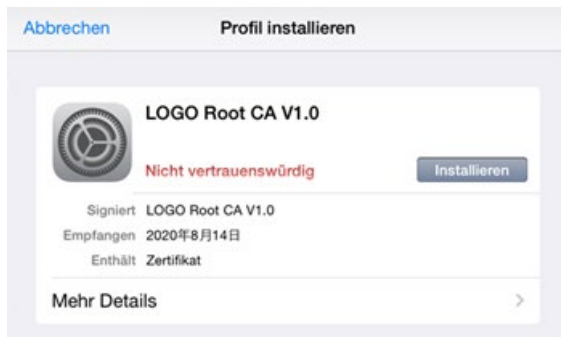 Abbrechen Profil installieren
LOGO Root CA V1.0
Nicht vertrauenswürdig Installieren
Signiert LOGO Root CA V1.0
Empfangen 2020年8月14日
Enthält Zertifikat
Mehr Details